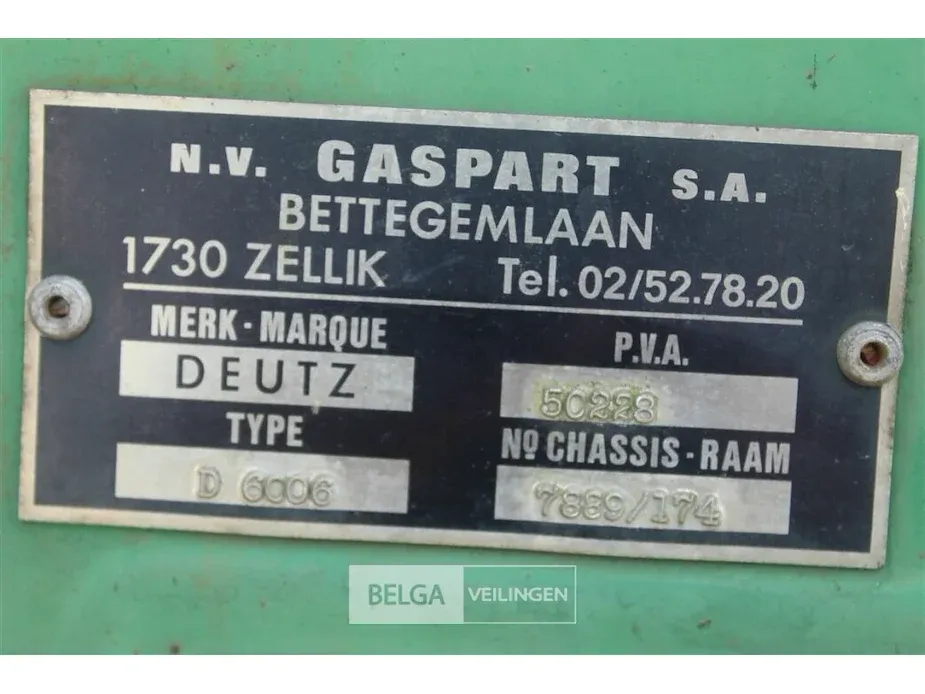 N.V. GASPART S.A.
BETTEGEMLAAN
1730 ZELLIK Tel. 02/52.78.20
MERK - MARQUE P.V.A.
DEUTZ 5C228
TYPE Nº CHASSIS - RAAM
D 6006 7889/174
BELGA VEILINGEN